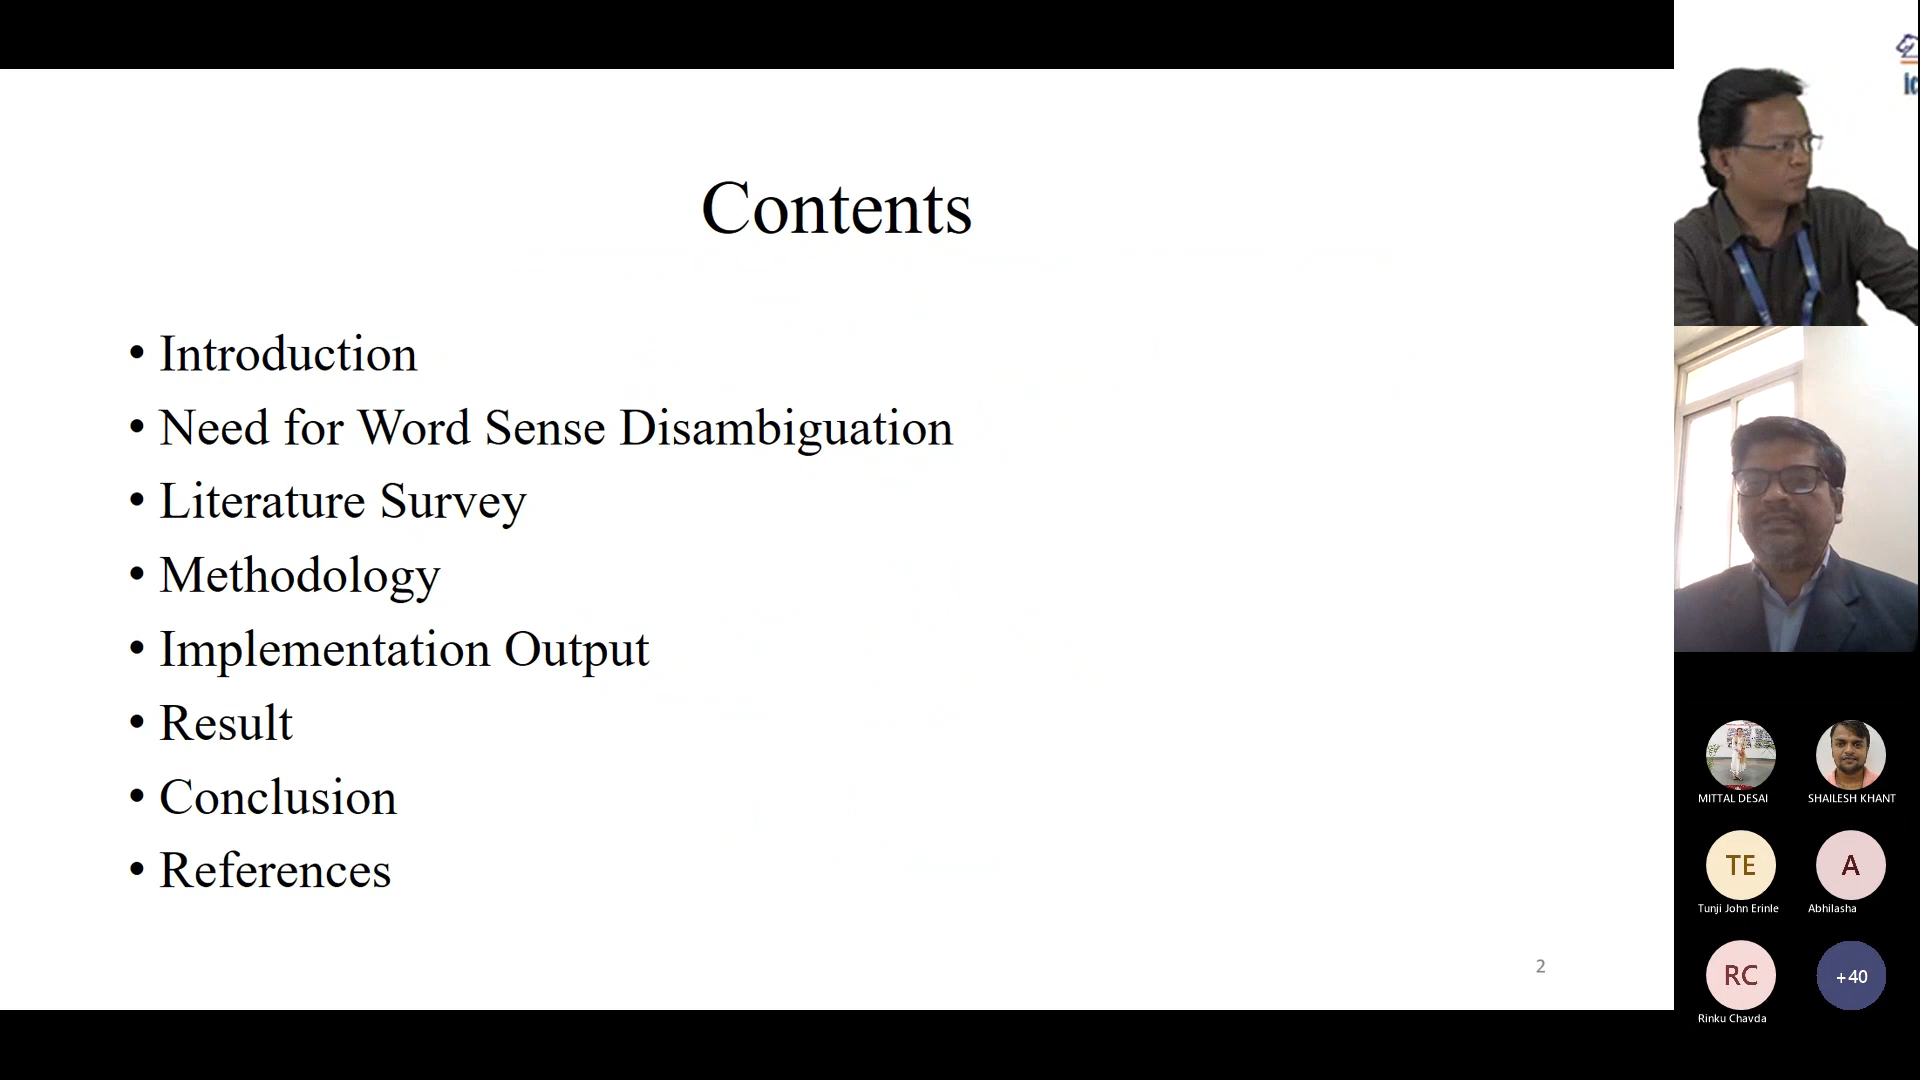 Contents
• Introduction
• Need for Word Sense Disambiguation
• Literature Survey
• Methodology
• Implementation Output
• Result
• Conclusion
• References
2
ic
MITTAL DESAI
SHAILESH KHANT
TE
A
Tunji John Erinle
Abhilasha
RC
+40
Rinku Chavda